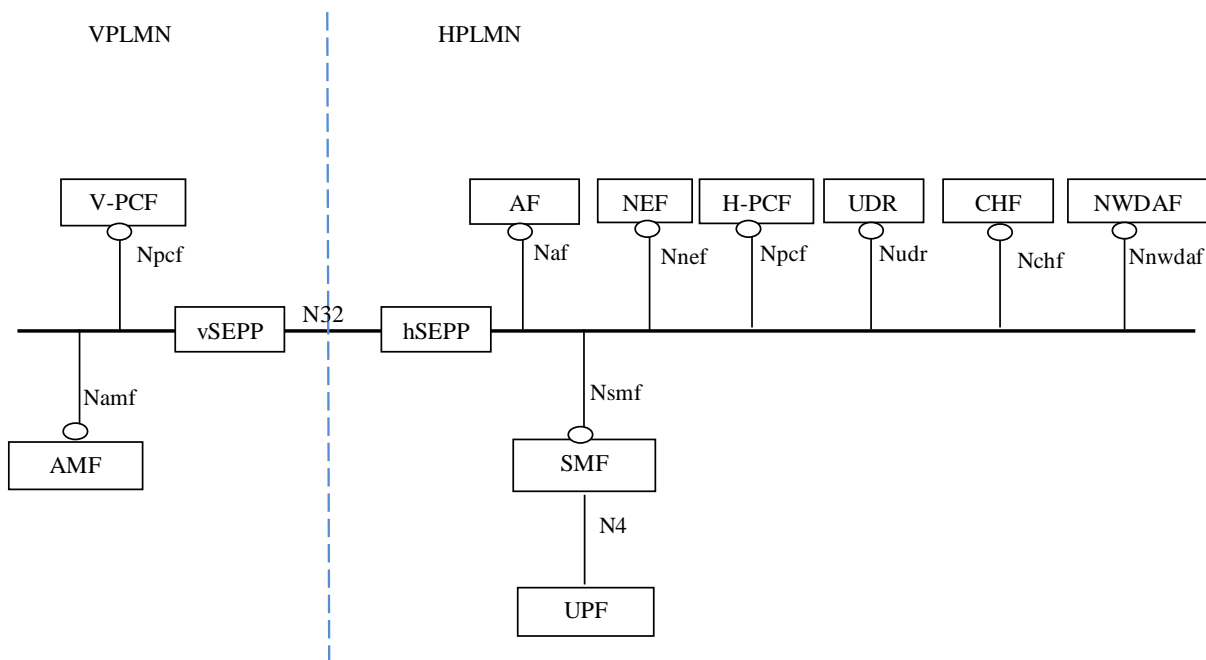 VPLMN
HPLMN
V-PCF
AF
NEF
H-PCF
UDR
CHF
NWDAF
Npcf
Naf
Nnef
Npcf
Nudr
Nchf
Nnwdaf
vSEPP
N32
hSEPP
Namf
Nsmf
AMF
SMF
N4
UPF